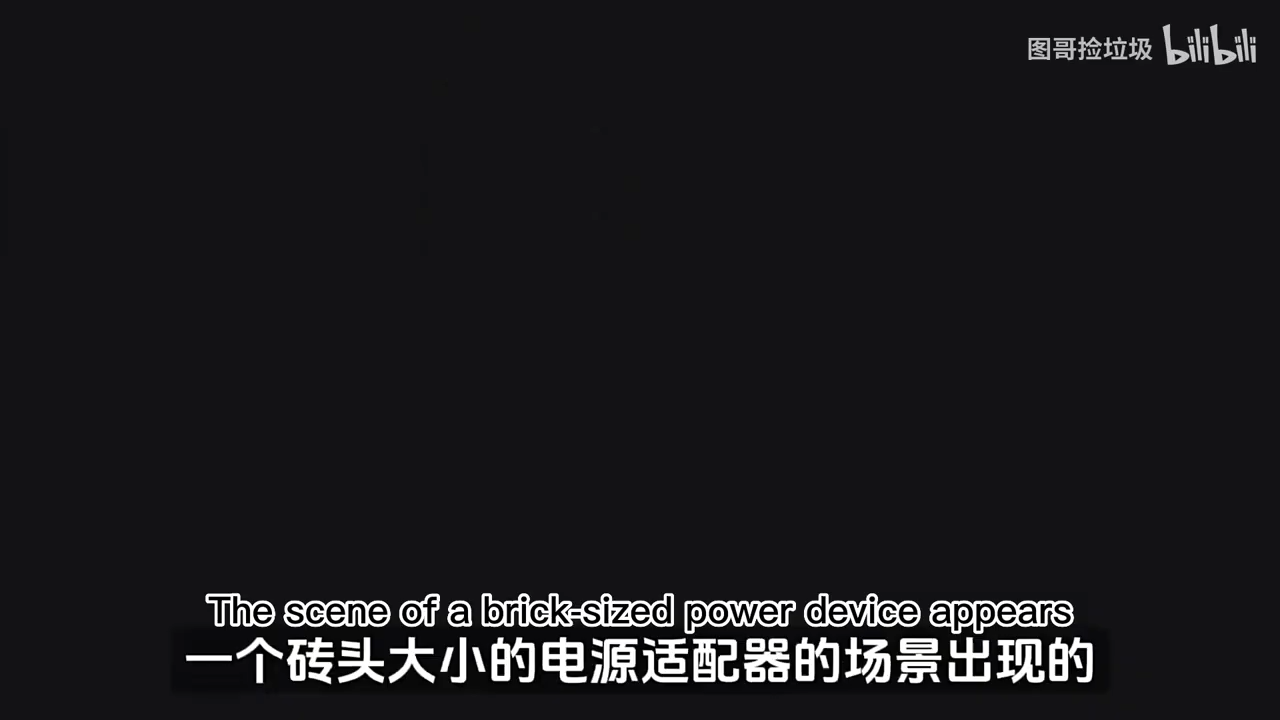 图哥捡垃圾 bilibili
The scene of a brick-sized power device appears
一个砖头大小的电源适配器的场景出现的